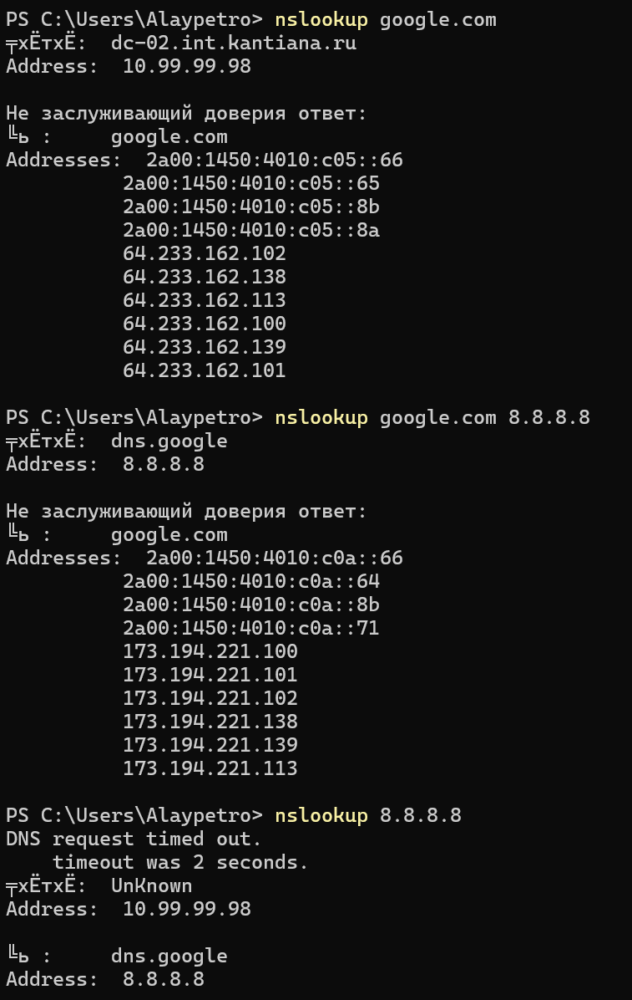 PS C:\Users\Alaypetro> nslookup google.com
╤хЁтхЁ:  dc-02.int.kantiana.ru
Address:  10.99.99.98

Не заслуживающий доверия ответ:
╚ь :     google.com
Addresses:  2a00:1450:4010:c05::66
          2a00:1450:4010:c05::65
          2a00:1450:4010:c05::8b
          2a00:1450:4010:c05::8a
          64.233.162.102
          64.233.162.138
          64.233.162.113
          64.233.162.100
          64.233.162.139
          64.233.162.101

PS C:\Users\Alaypetro> nslookup google.com 8.8.8.8
╤хЁтхЁ:  dns.google
Address:  8.8.8.8

Не заслуживающий доверия ответ:
╚ь :     google.com
Addresses:  2a00:1450:4010:c0a::66
          2a00:1450:4010:c0a::64
          2a00:1450:4010:c0a::8b
          2a00:1450:4010:c0a::71
          173.194.221.100
          173.194.221.101
          173.194.221.102
          173.194.221.138
          173.194.221.139
          173.194.221.113

PS C:\Users\Alaypetro> nslookup 8.8.8.8
DNS request timed out.
    timeout was 2 seconds.
╤хЁтхЁ:  UnKnown
Address:  10.99.99.98

╚ь :     dns.google
Address:  8.8.8.8